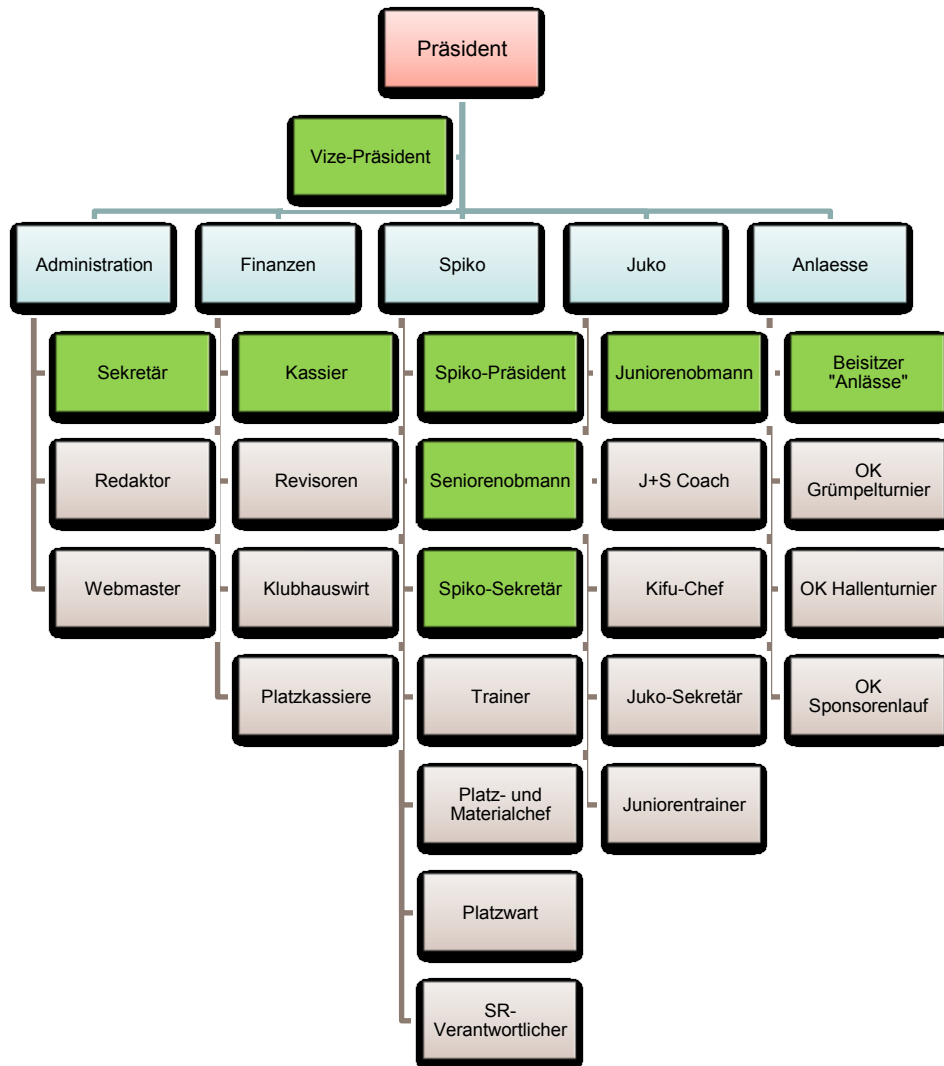 Präsident
Vize-Präsident
Administration
Finanzen
Spiko
Juko
Anlaesse
Sekretär
Kassier
Spiko-Präsident
Juniorenobmann
Beisitzer
"Anlässe"
Redaktor
Revisoren
Seniorenobmann
J+S Coach
OK
Grümpelturnier
Webmaster
Klubhauswirt
Spiko-Sekretär
Kifu-Chef
OK Hallenturnier
Platzkassiere
Trainer
Juko-Sekretär
OK
Sponsorenlauf
Platz- und
Materialchef
Juniorentrainer
Platzwart
SR-
Verantwortlicher